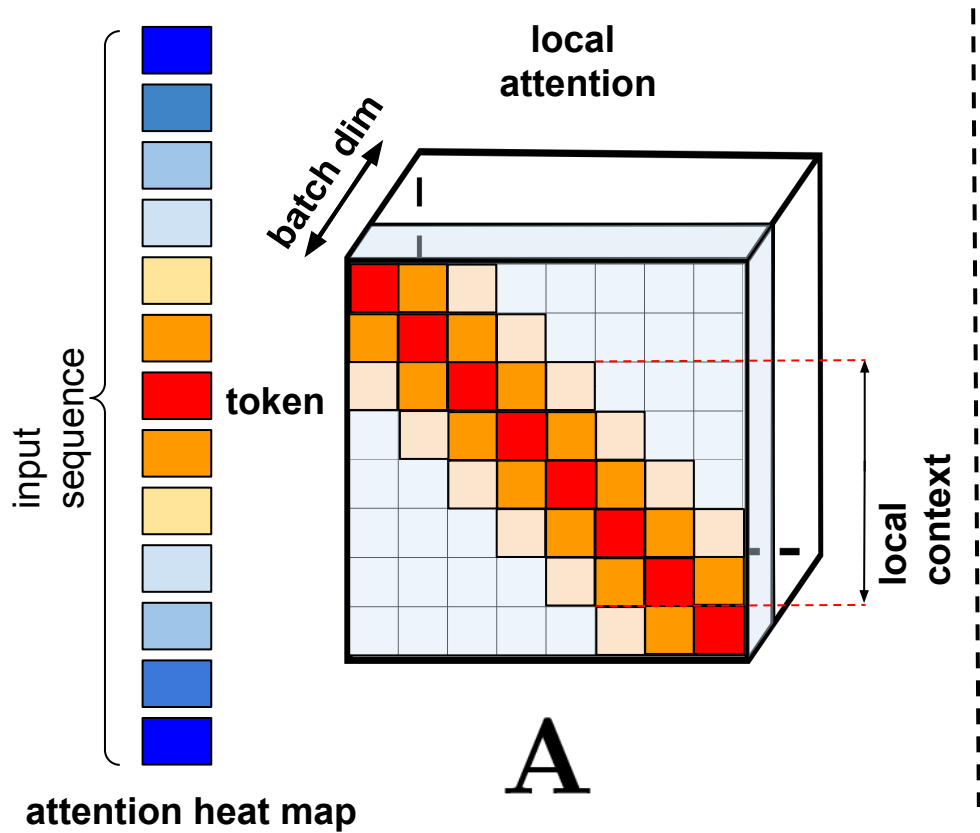 local
attention
batch dim
input
sequence
token
local
context
A
attention heat map